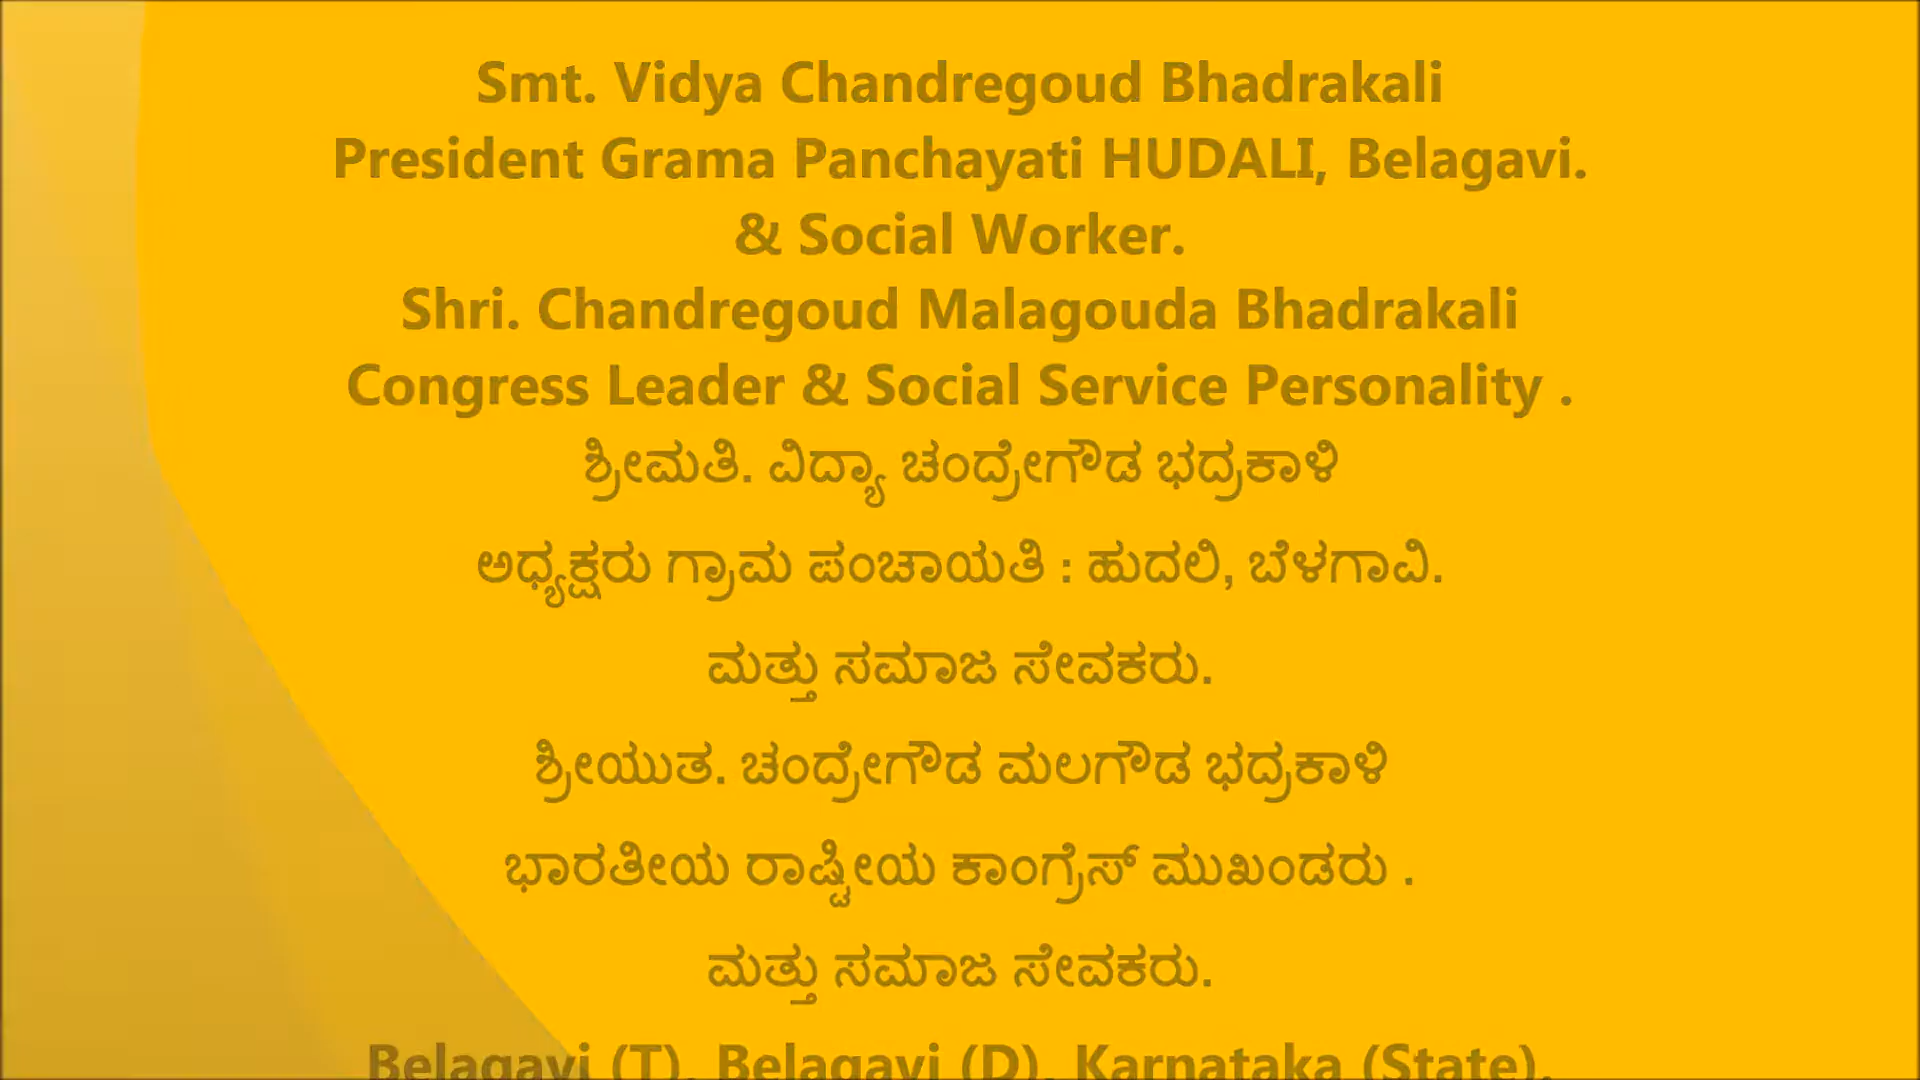 Smt. Vidya Chandregoud Bhadrakali
President Grama Panchayati HUDALI, Belagavi.
& Social Worker.
Shri. Chandregoud Malagouda Bhadrakali
Congress Leader & Social Service Personality .
ಶ್ರೀಮತಿ. ವಿದ್ಯಾ ಚಂದ್ರೇಗೌಡ ಭದ್ರಕಾಳಿ
ಅಧ್ಯಕ್ಷರು ಗ್ರಾಮ ಪಂಚಾಯತಿ : ಹುದಲಿ, ಬೆಳಗಾವಿ.
ಮತ್ತು ಸಮಾಜ ಸೇವಕರು.
ಶ್ರೀಯುತ. ಚಂದ್ರೇಗೌಡ ಮಲಗೌಡ ಭದ್ರಕಾಳಿ
ಭಾರತೀಯ ರಾಷ್ಟೀಯ ಕಾಂಗ್ರೆಸ್ ಮುಖಂಡರು .
ಮತ್ತು ಸಮಾಜ ಸೇವಕರು.
Belagavi (T), Belagavi (D), Karnataka (State).